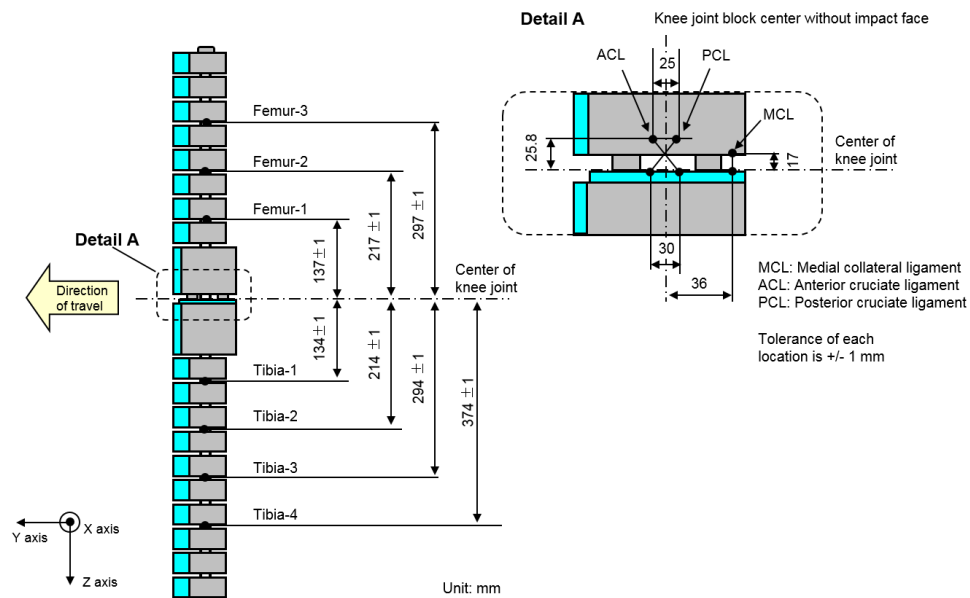 Detail A
Knee joint block center without impact face
ACL
25
PCL
MCL
Center of
knee joint
25.8
17
30
36
MCL: Medial collateral ligament
ACL: Anterior cruciate ligament
PCL: Posterior cruciate ligament
Tolerance of each
location is +/- 1 mm
Femur-3
Femur-2
Femur-1
137±1
217 ±1
297 ±1
Detail A
Direction
of travel
Center of
knee joint
134±1
214 ±1
294 ±1
374 ±1
Tibia-1
Tibia-2
Tibia-3
Tibia-4
X axis
Y axis
Z axis
Unit: mm